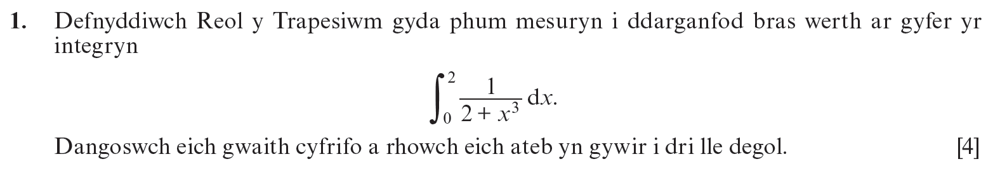 1. Defnyddiwch Reol y Trapesiwm gyda phum mesuryn i ddarganfod bras werth ar gyfer yr
integryn
∫₀² 1/(2 + x³) dx.
Dangoswch eich gwaith cyfrifo a rhowch eich ateb yn gywir i dri lle degol. [4]